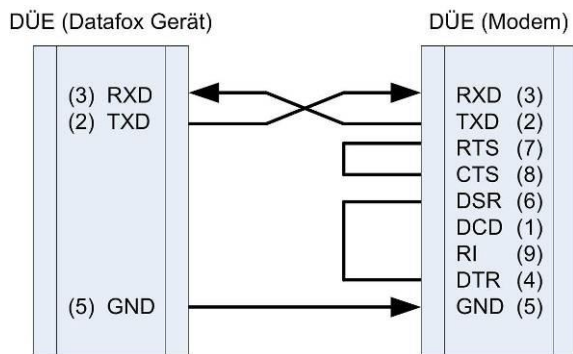 DÜE (Datafox Gerät)
DÜE (Modem)
(3) RXD
(2) TXD
(5) GND
RXD (3)
TXD (2)
RTS (7)
CTS (8)
DSR (6)
DCD (1)
RI (9)
DTR (4)
GND (5)